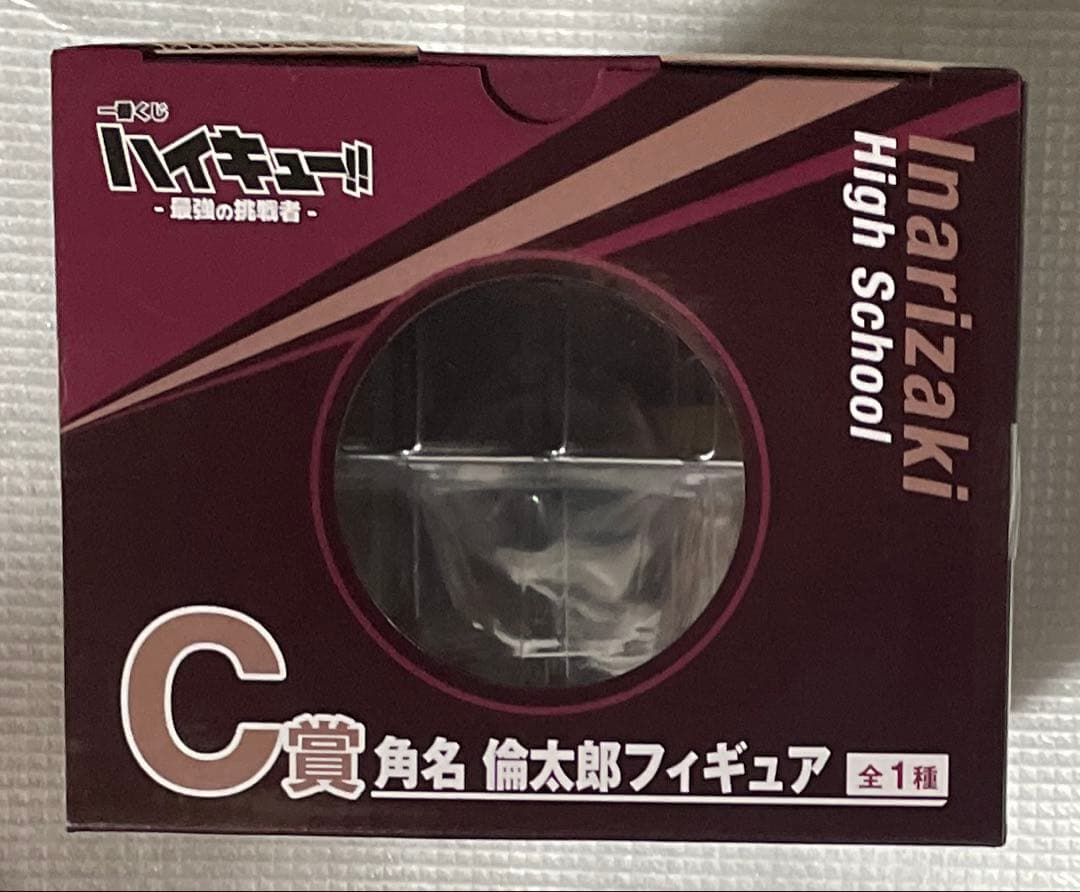 一番くじ
ハイキュー!!
- 最強の挑戦者 -
Inarizaki
High School
C賞 角名 倫太郎フィギュア 全1種